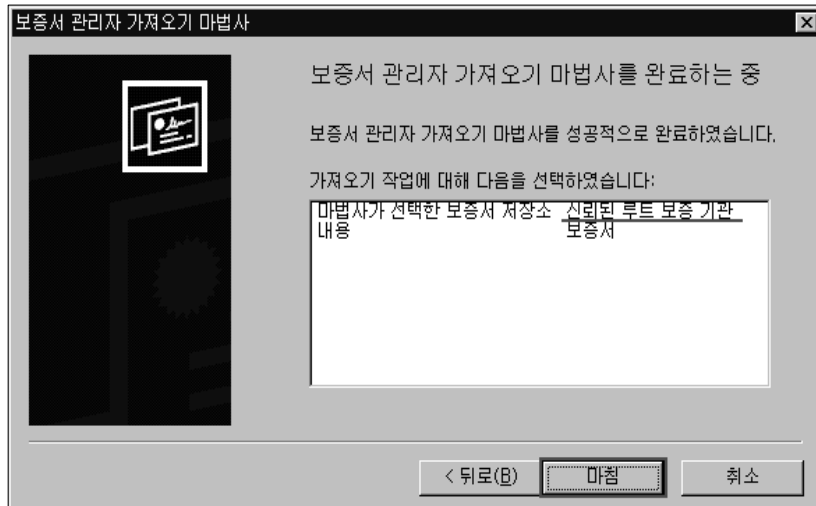 보증서 관리자 가져오기 마법사
보증서 관리자 가져오기 마법사를 완료하는 중
보증서 관리자 가져오기 마법사를 성공적으로 완료하였습니다.
가져오기 작업에 대해 다음을 선택하였습니다:
마법사가 선택한 보증서 저장소 신뢰된 루트 보증 기관
내용 보증서
< 뒤로(B) 마침 취소